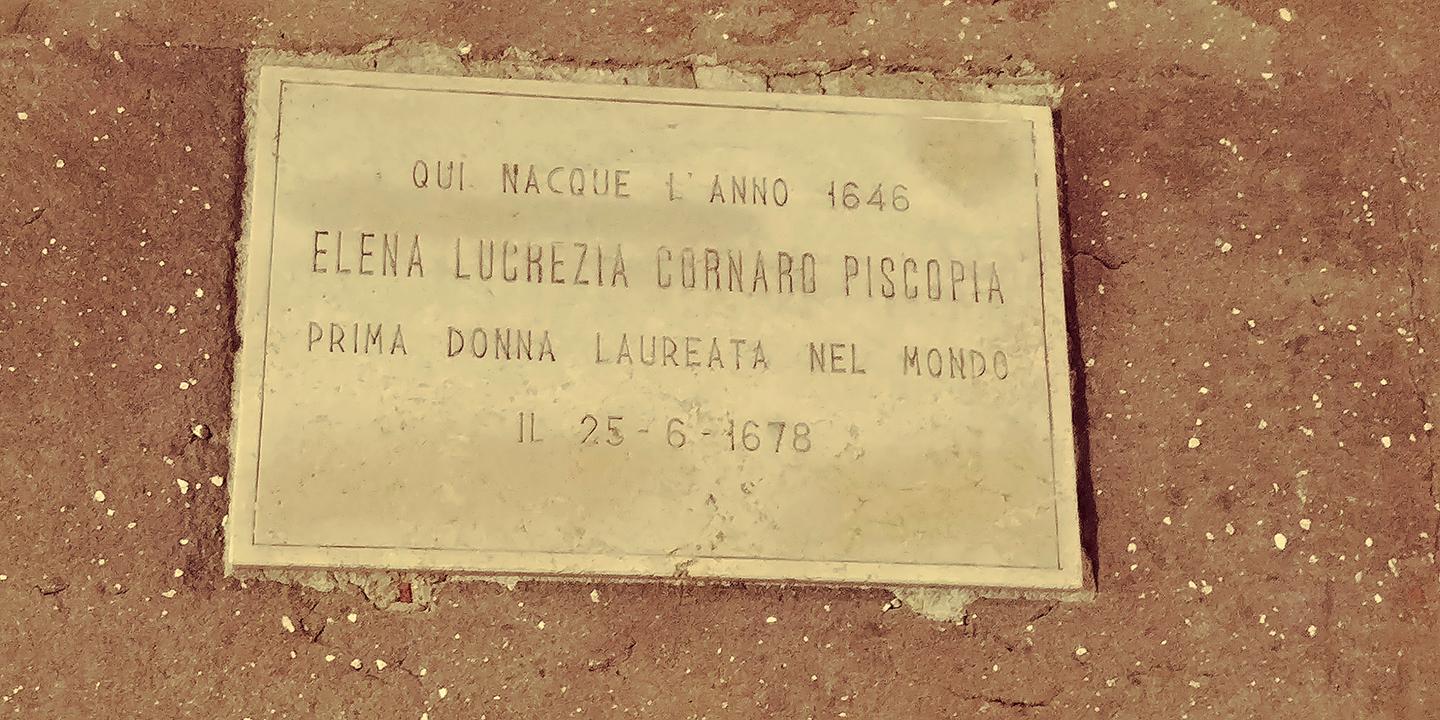 QUI NACQUE L'ANNO 1646
ELENA LUCREZIA CORNARO PISCOPIA
PRIMA DONNA LAUREATA NEL MONDO
IL 25-6-1678